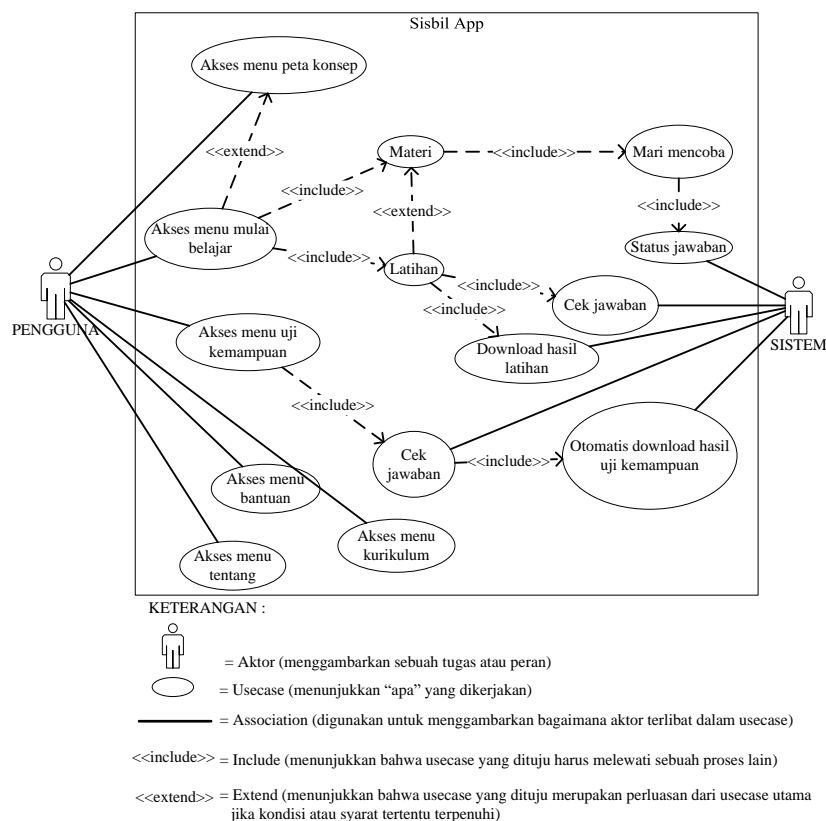 Sisbil App
Akses menu peta konsep
<<extend>>
Materi
<<include>>
Mari mencoba
<<include>>
<<extend>>
<<include>>
Akses menu mulai
belajar
<<include>>
Latihan
Status jawaban
<<include>>
Cek jawaban
<<include>>
PENGGUNA
SISTEM
Akses menu uji
kemampuan
Download hasil
latihan
<<include>>
Cek
jawaban
<<include>>
Otomatis download hasil
uji kemampuan
Akses menu
bantuan
Akses menu
kurikulum
Akses menu
tentang
KETERANGAN :
= Aktor (menggambarkan sebuah tugas atau peran)
= Usecase (menunjukkan “apa” yang dikerjakan)
= Association (digunakan untuk menggambarkan bagaimana aktor terlibat dalam usecase)
<<include>> = Include (menunjukkan bahwa usecase yang dituju harus melewati sebuah proses lain)
<<extend>> = Extend (menunjukkan bahwa usecase yang dituju merupakan perluasan dari usecase utama
jika kondisi atau syarat tertentu terpenuhi)